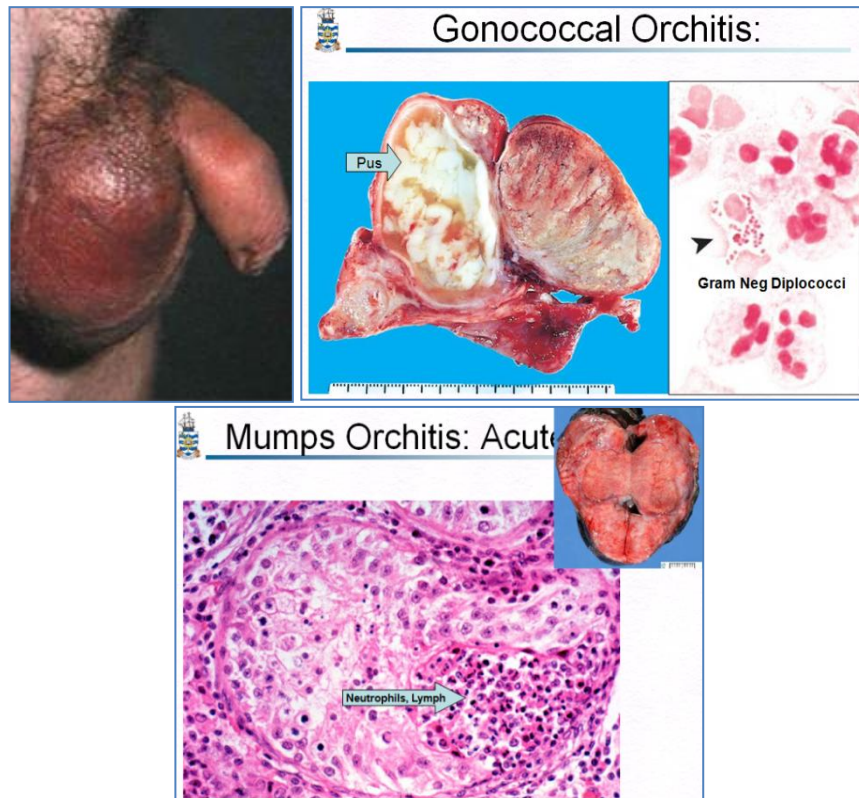 Gonococcal Orchitis:
Pus
Gram Neg Diplococci
Mumps Orchitis: Acute
Neutrophils, Lymph